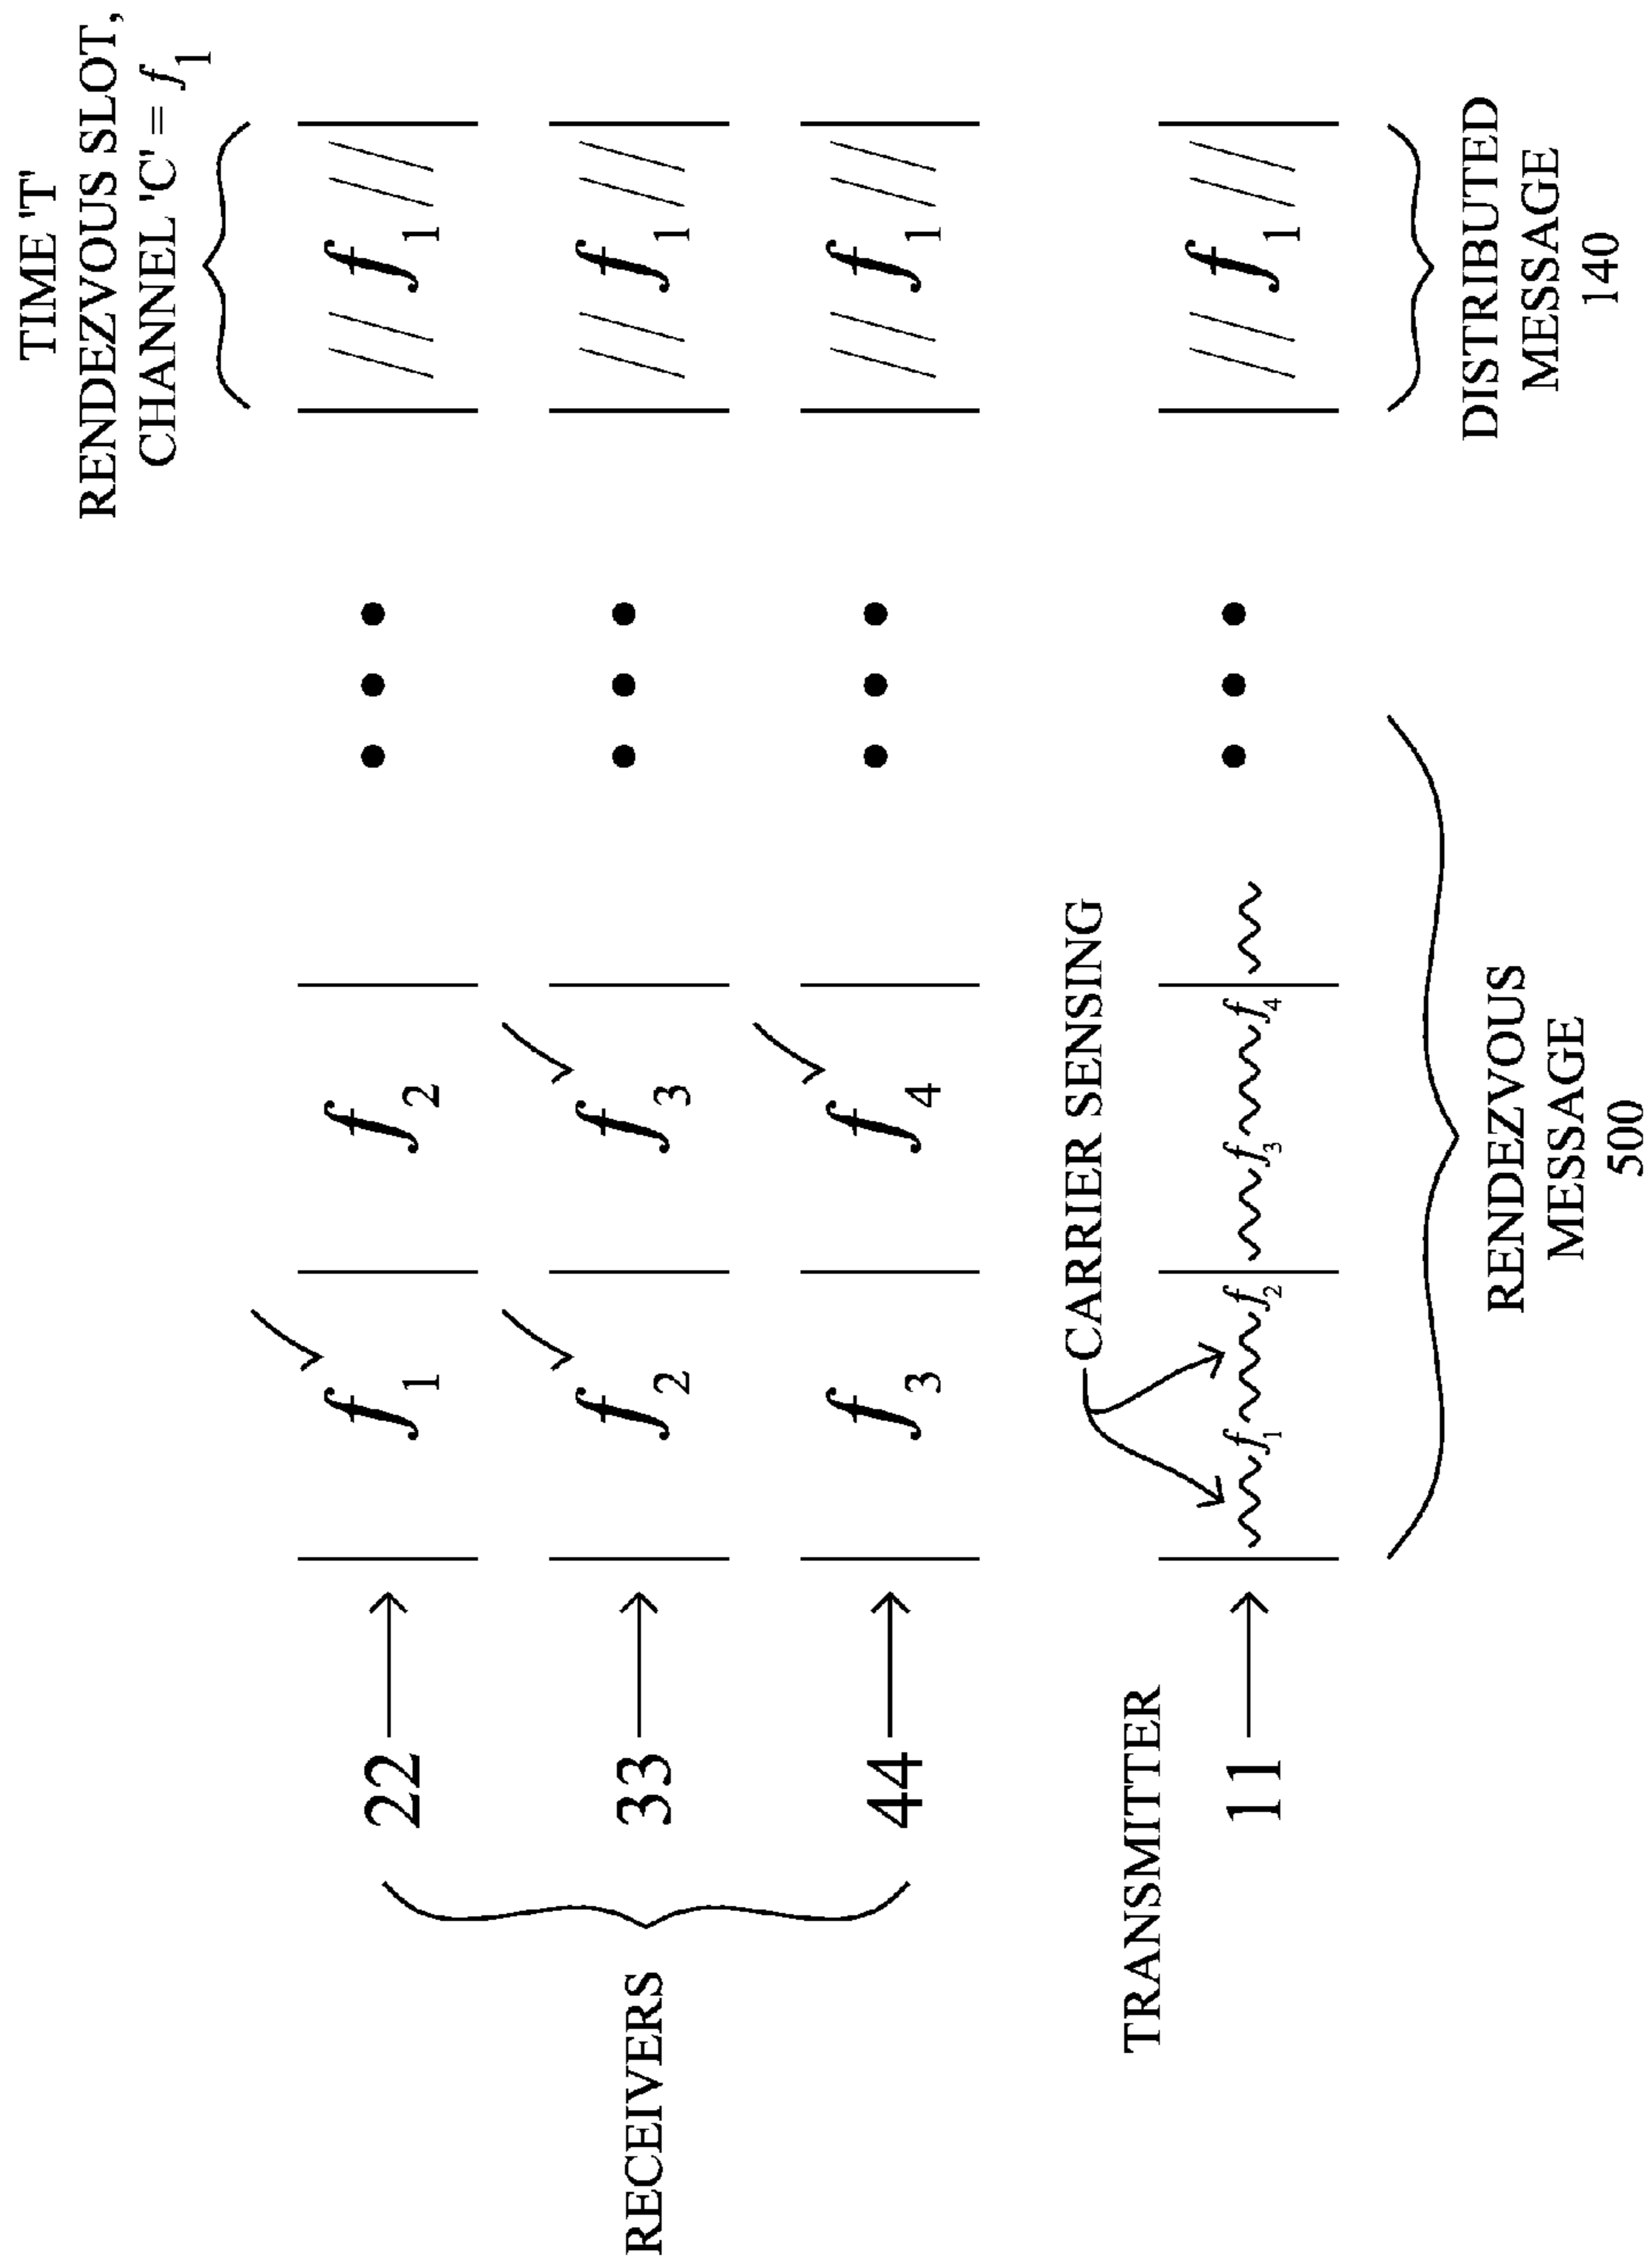 TIME 'T'
RENDEZVOUS SLOT,
CHANNEL 'C' = f1
RECEIVERS
22 f1 f2 f1
33 f2 f3 f1
44 f3 f4 f1
CARRIER SENSING
TRANSMITTER
11 f1 f2 f3 f4 f1
RENDEZVOUS
MESSAGE
500
DISTRIBUTED
MESSAGE
140